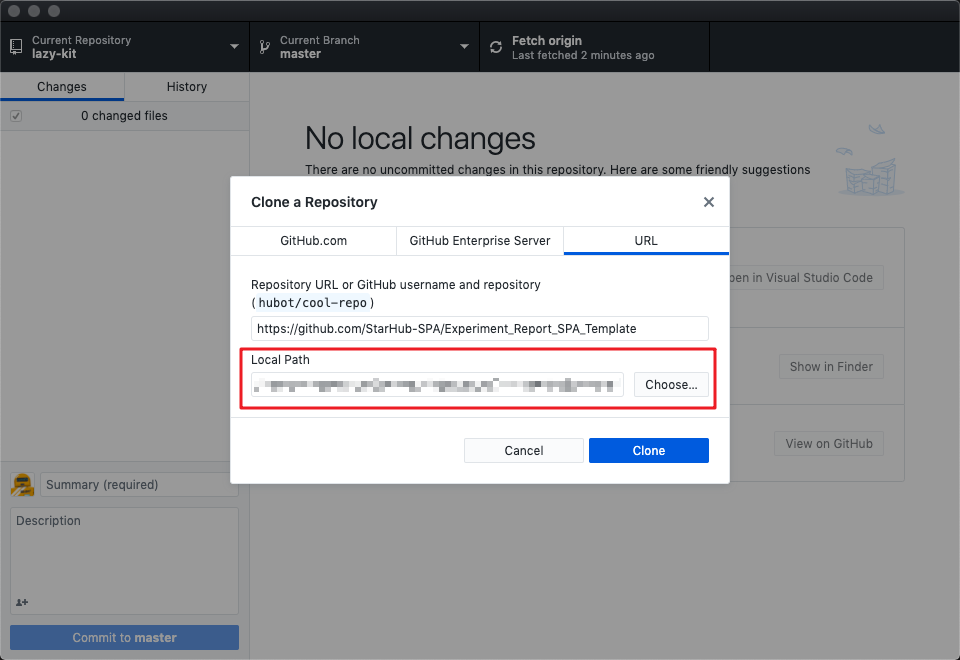 Current Repository
lazy-kit
Current Branch
master
Fetch origin
Last fetched 2 minutes ago
Changes
History
0 changed files
No local changes
There are no uncommitted changes in this repository. Here are some friendly suggestions
Clone a Repository
GitHub.com
GitHub Enterprise Server
URL
Repository URL or GitHub username and repository
(hubot/cool-repo)
https://github.com/StarHub-SPA/Experiment_Report_SPA_Template
Local Path
Choose...
Cancel
Clone
in Visual Studio Code
Show in Finder
View on GitHub
Summary (required)
Description
Commit to master